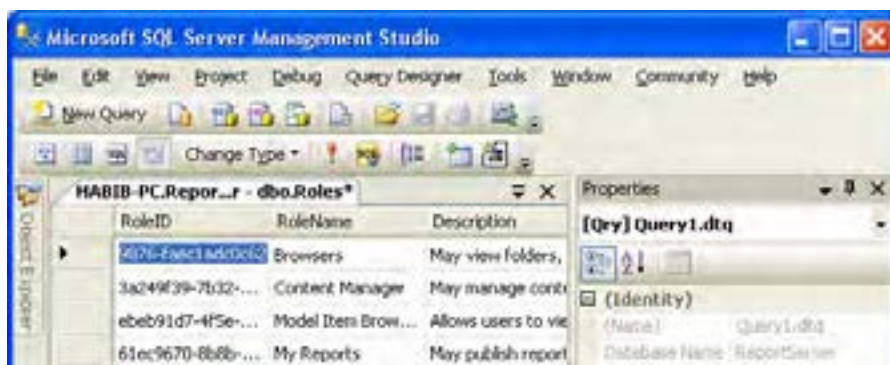 Microsoft SQL Server Management Studio
File Edit View Project Debug Query Designer Tools Window Community Help
New Query
Change Type
HABIB-PC.Repor...r - dbo.Roles*
Properties
Object Explorer
RoleID RoleName Description
[Qry] Query1.dtq
Browsers May view folders,
3a249f39-7b32-... Content Manager May manage conte
(Identity)
ebeb91d7-4f5e-... Model Item Brow... Allows users to vie
(Name) Query1.dtq
61ec9670-8b8b-... My Reports May publish report
Database Name ReportServer